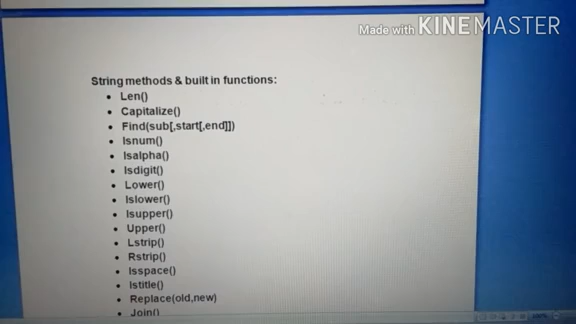 Made with KINEMASTER
String methods & built in functions:
• Len()
• Capitalize()
• Find(sub[,start[,end]])
• Isnum()
• Isalpha()
• Isdigit()
• Lower()
• Islower()
• Isupper()
• Upper()
• Lstrip()
• Rstrip()
• Isspace()
• Istitle()
• Replace(old,new)
• Join()